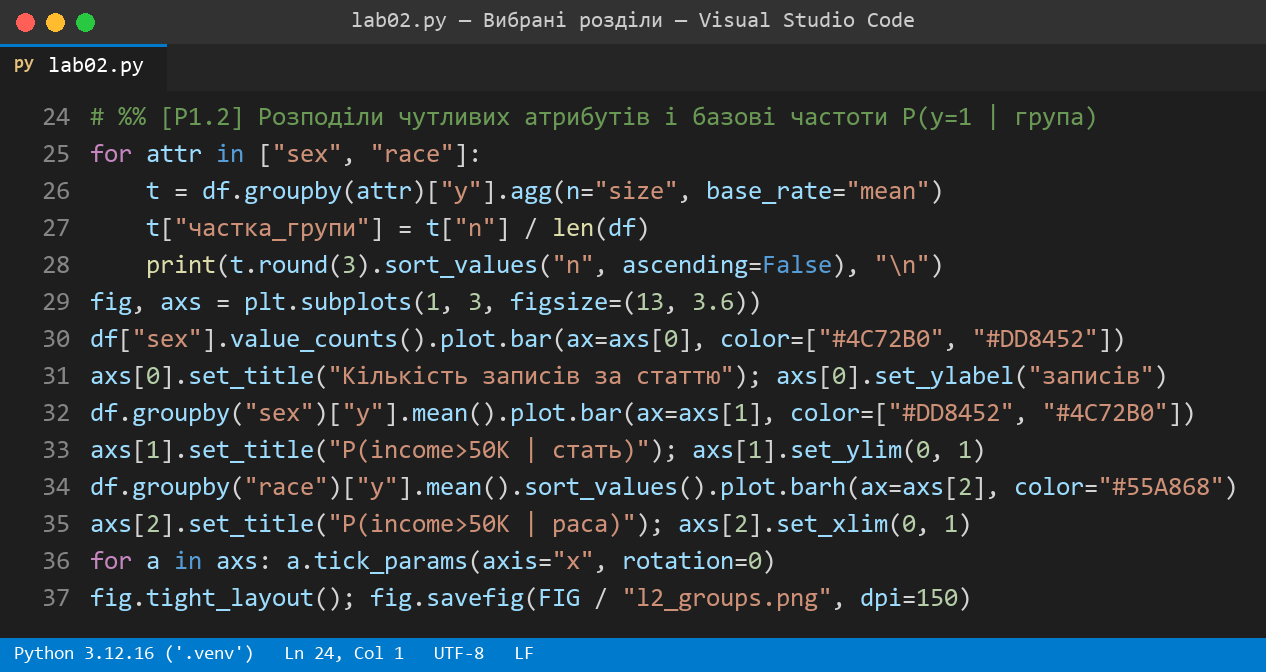 lab02.py — Вибрані розділи — Visual Studio Code
PY lab02.py
24 # %% [P1.2] Розподіли чутливих атрибутів і базові частоти P(y=1 | група)
25 for attr in ["sex", "race"]:
26     t = df.groupby(attr)["y"].agg(n="size", base_rate="mean")
27     t["частка_групи"] = t["n"] / len(df)
28     print(t.round(3).sort_values("n", ascending=False), "\n")
29 fig, axs = plt.subplots(1, 3, figsize=(13, 3.6))
30 df["sex"].value_counts().plot.bar(ax=axs[0], color=["#4C72B0", "#DD8452"])
31 axs[0].set_title("Кількість записів за статтю"); axs[0].set_ylabel("записів")
32 df.groupby("sex")["y"].mean().plot.bar(ax=axs[1], color=["#DD8452", "#4C72B0"])
33 axs[1].set_title("P(income>50K | стать)"); axs[1].set_ylim(0, 1)
34 df.groupby("race")["y"].mean().sort_values().plot.barh(ax=axs[2], color="#55A868")
35 axs[2].set_title("P(income>50K | раса)"); axs[2].set_xlim(0, 1)
36 for a in axs: a.tick_params(axis="x", rotation=0)
37 fig.tight_layout(); fig.savefig(FIG / "l2_groups.png", dpi=150)
Python 3.12.16 ('.venv') Ln 24, Col 1 UTF-8 LF